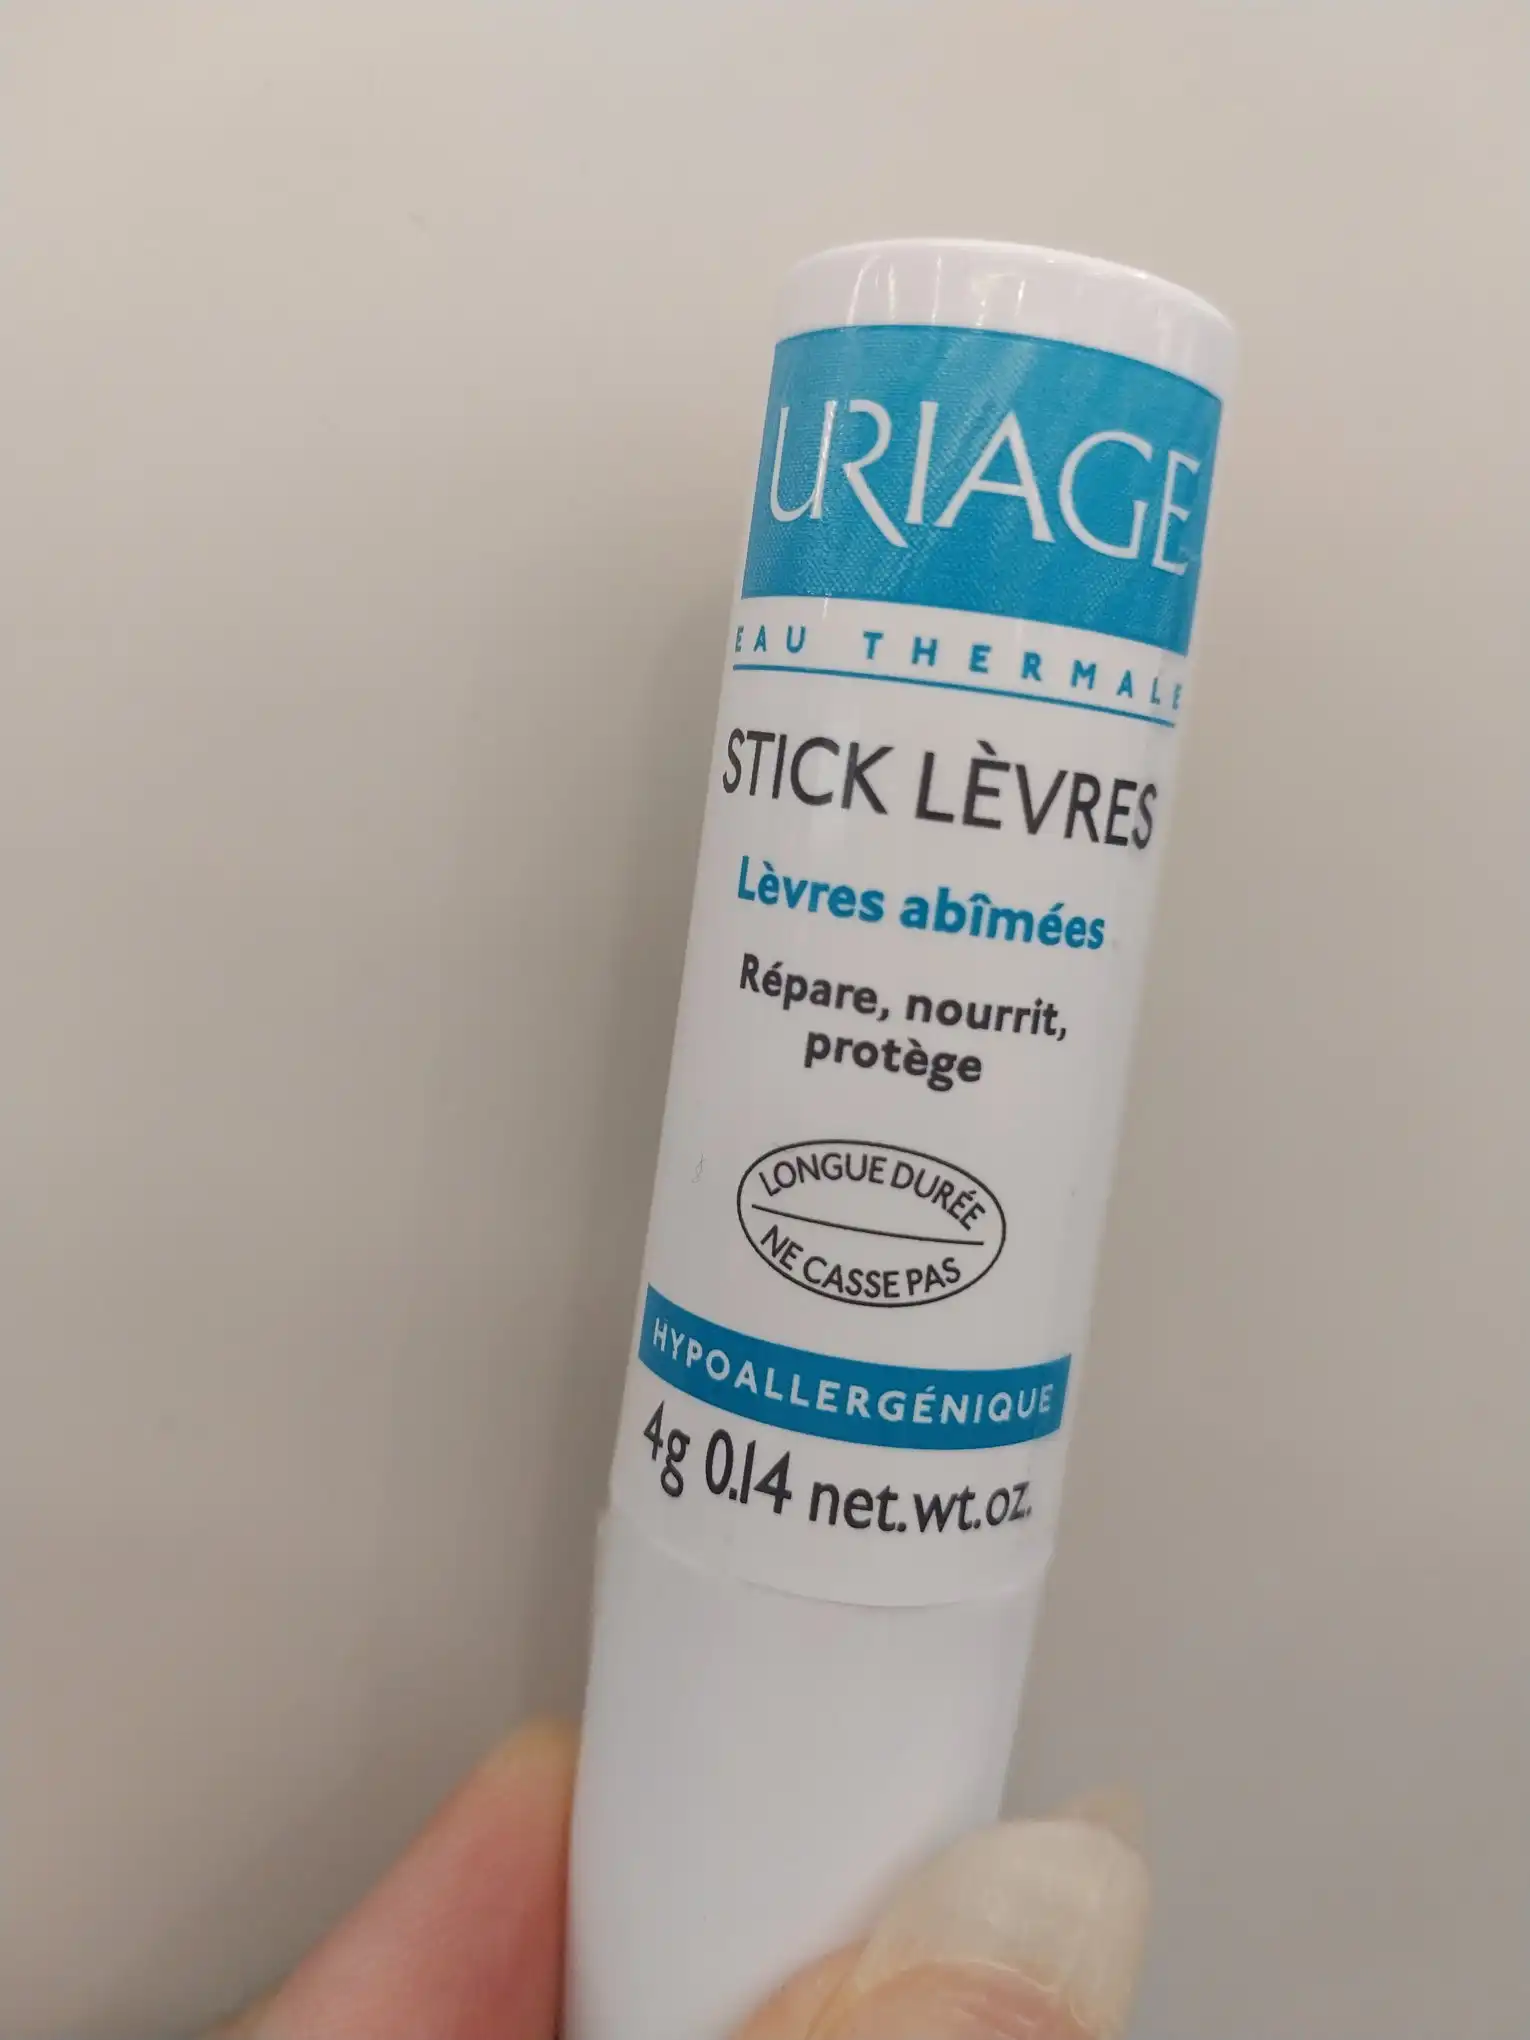 URIAGE
EAU THERMALE
STICK LÈVRES
Lèvres abîmées
Répare, nourrit,
protège
LONGUE DURÉE
NE CASSE PAS
HYPOALLERGÉNIQUE
4g 0.14 net.wt.oz.